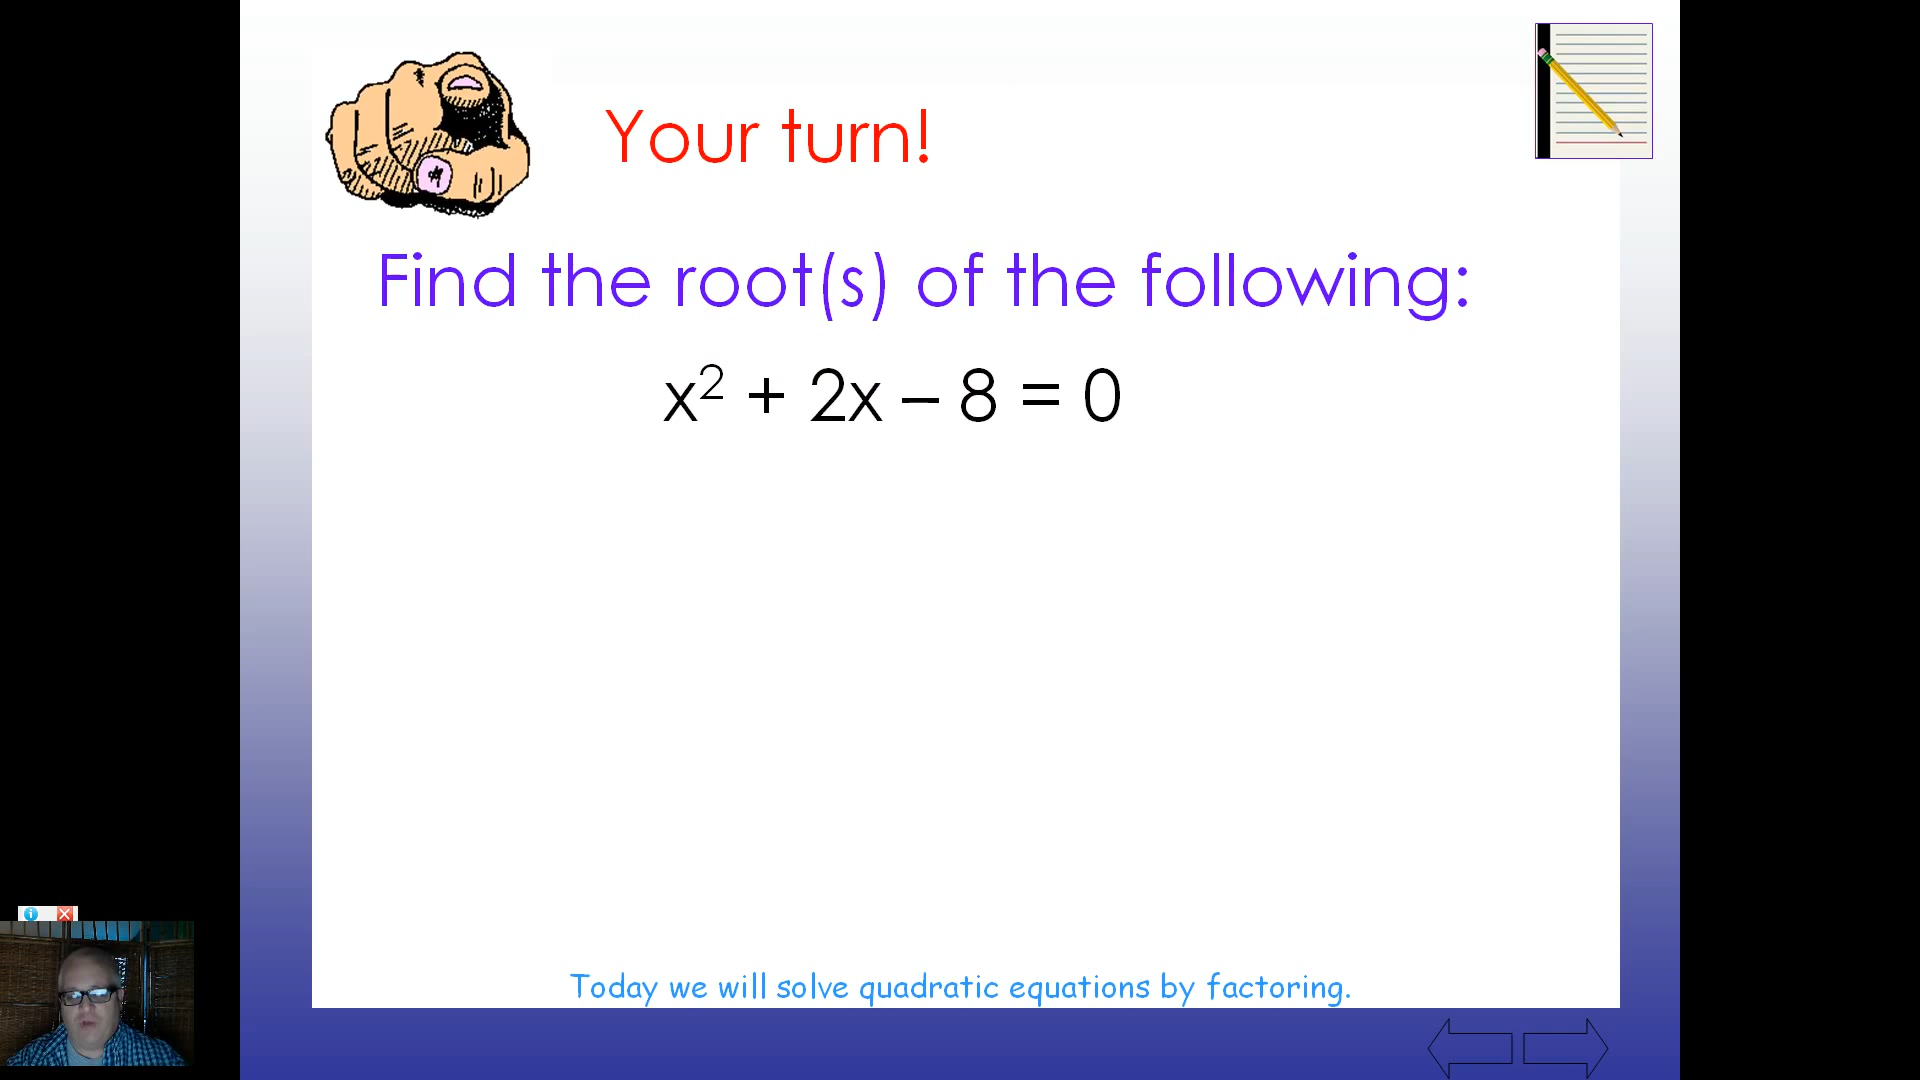 Your turn!
Find the root(s) of the following:
x² + 2x – 8 = 0
Today we will solve quadratic equations by factoring.